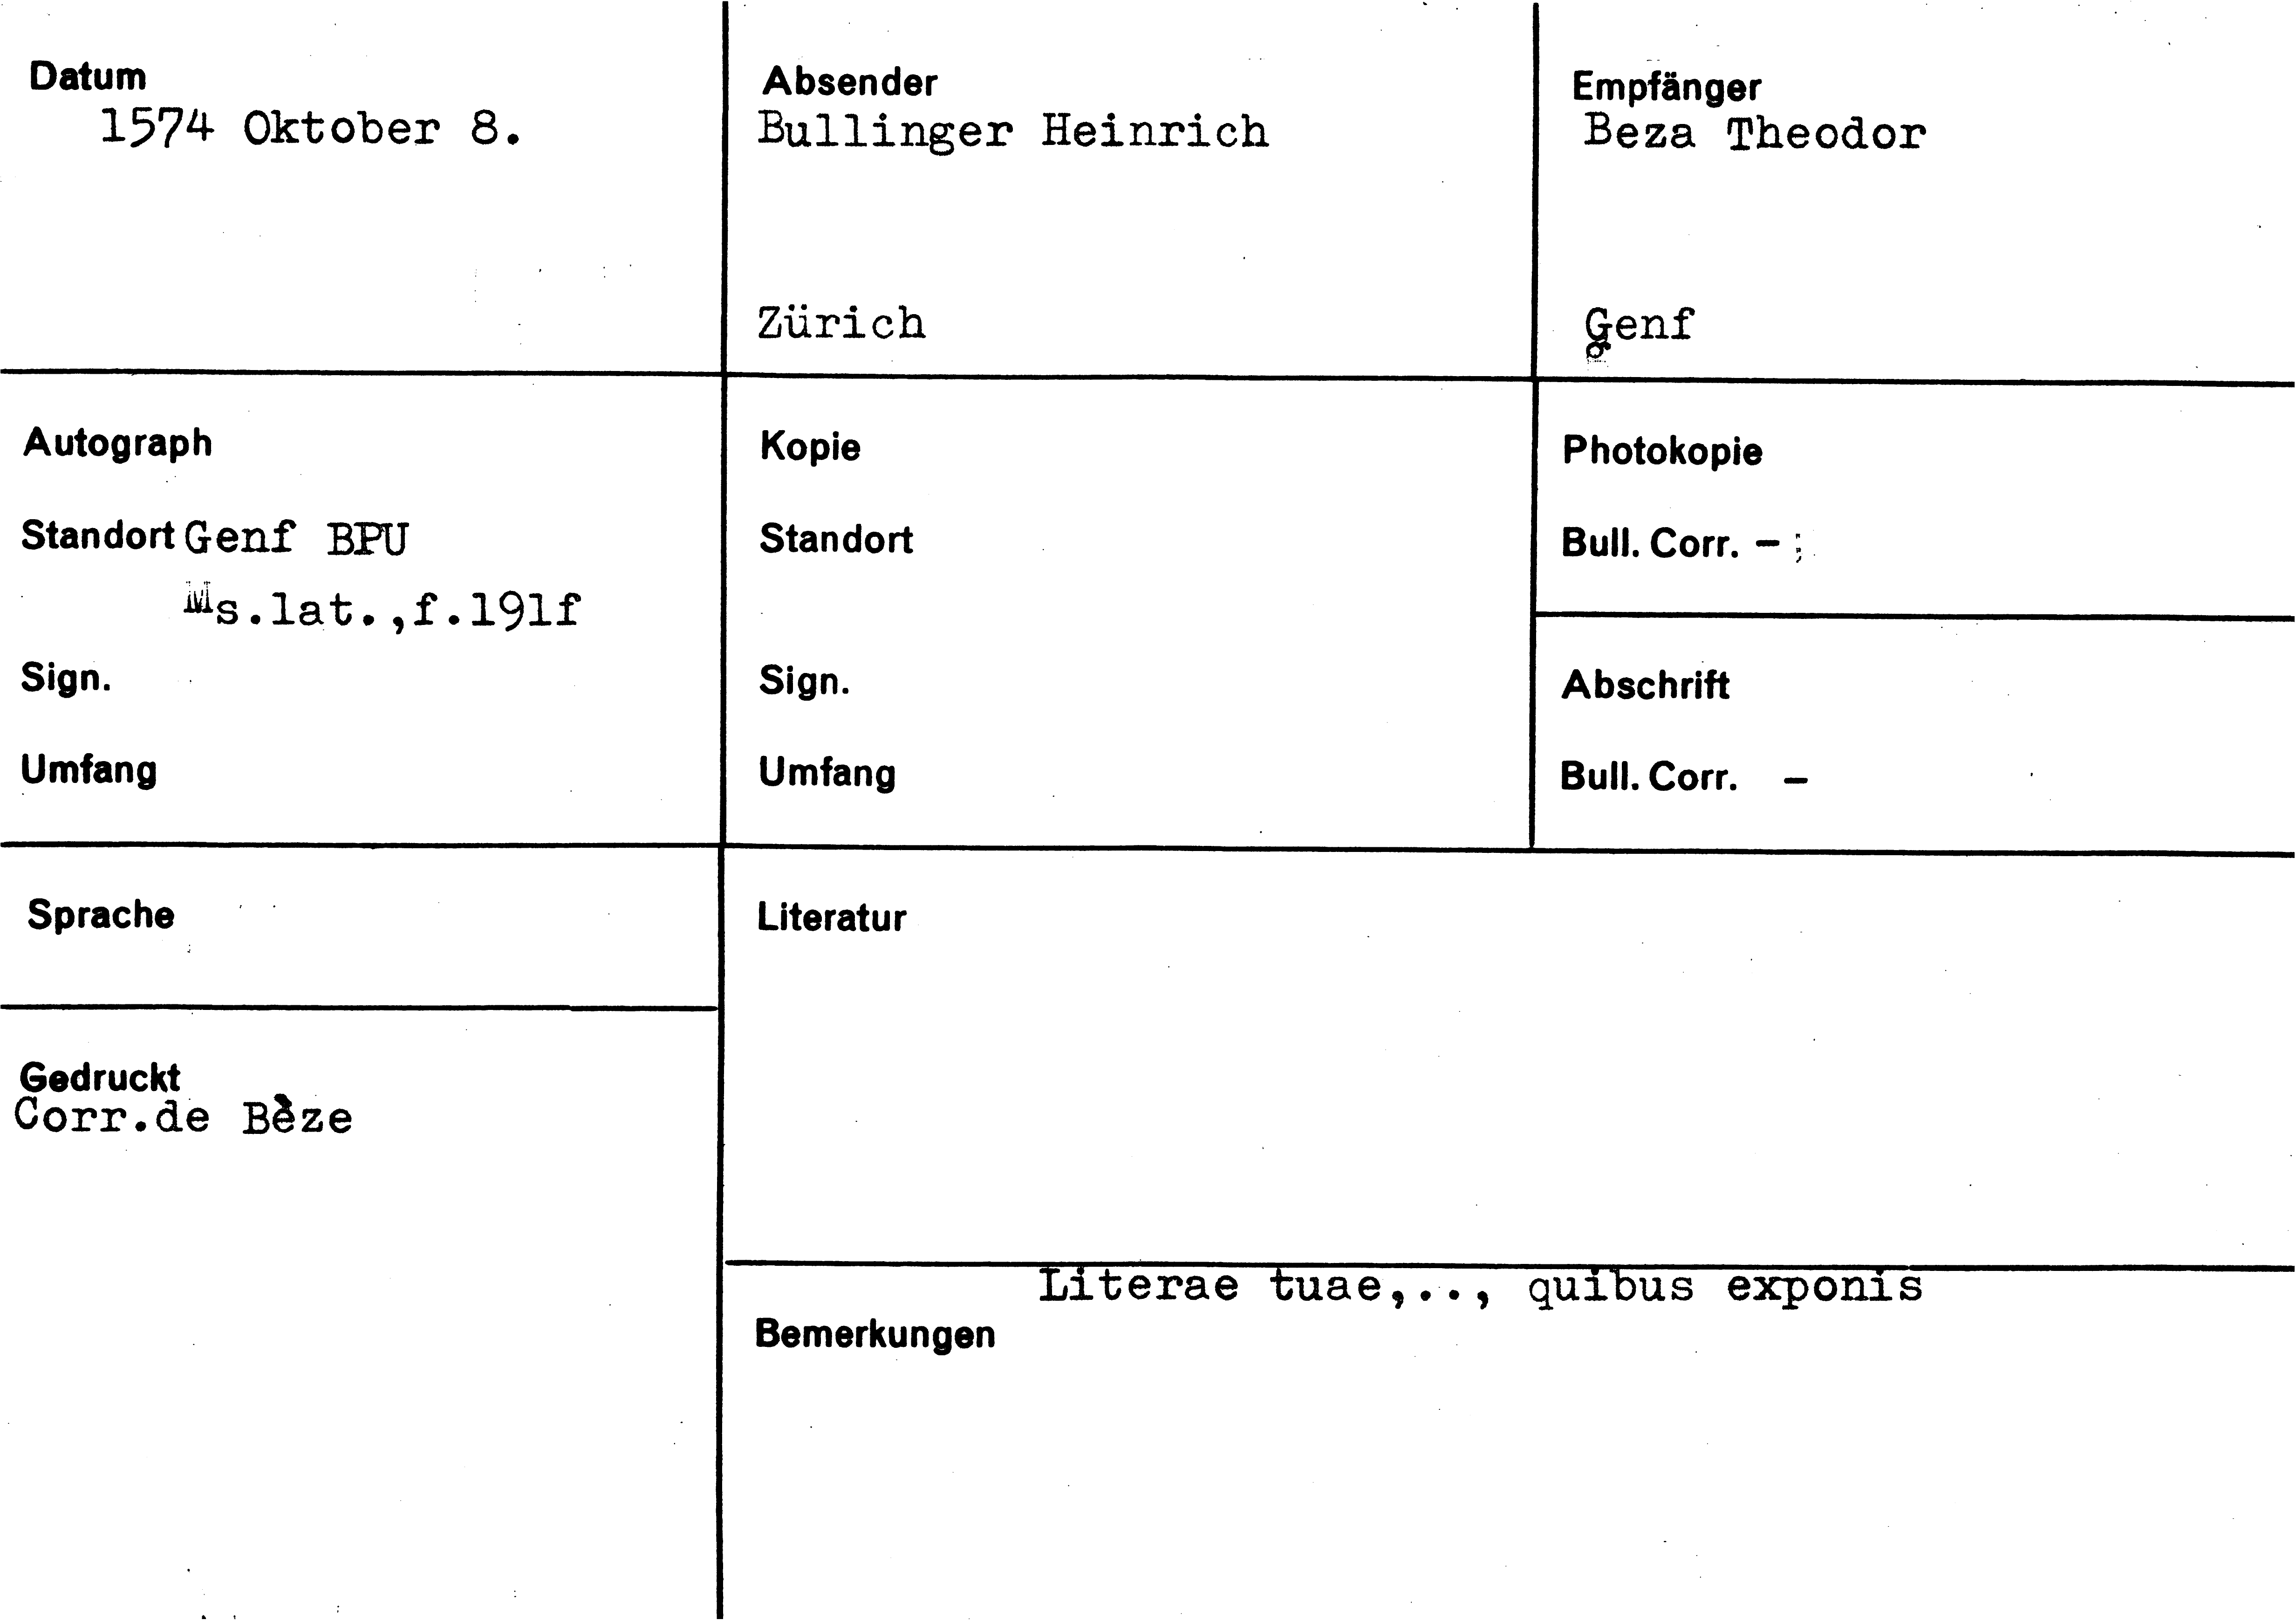 Datum
1574 Oktober 8.
Absender
Bullinger Heinrich
Zürich
Empfänger
Beza Theodor
Genf
Autograph
Standort Genf BPU
Ms.lat.,f.191f
Sign.
Umfang
Kopie
Standort
Sign.
Umfang
Photokopie
Bull. Corr. –
Abschrift
Bull. Corr. –
Sprache
Gedruckt
Corr.de Bèze
Literatur
Literae tuae,.., quibus exponis
Bemerkungen